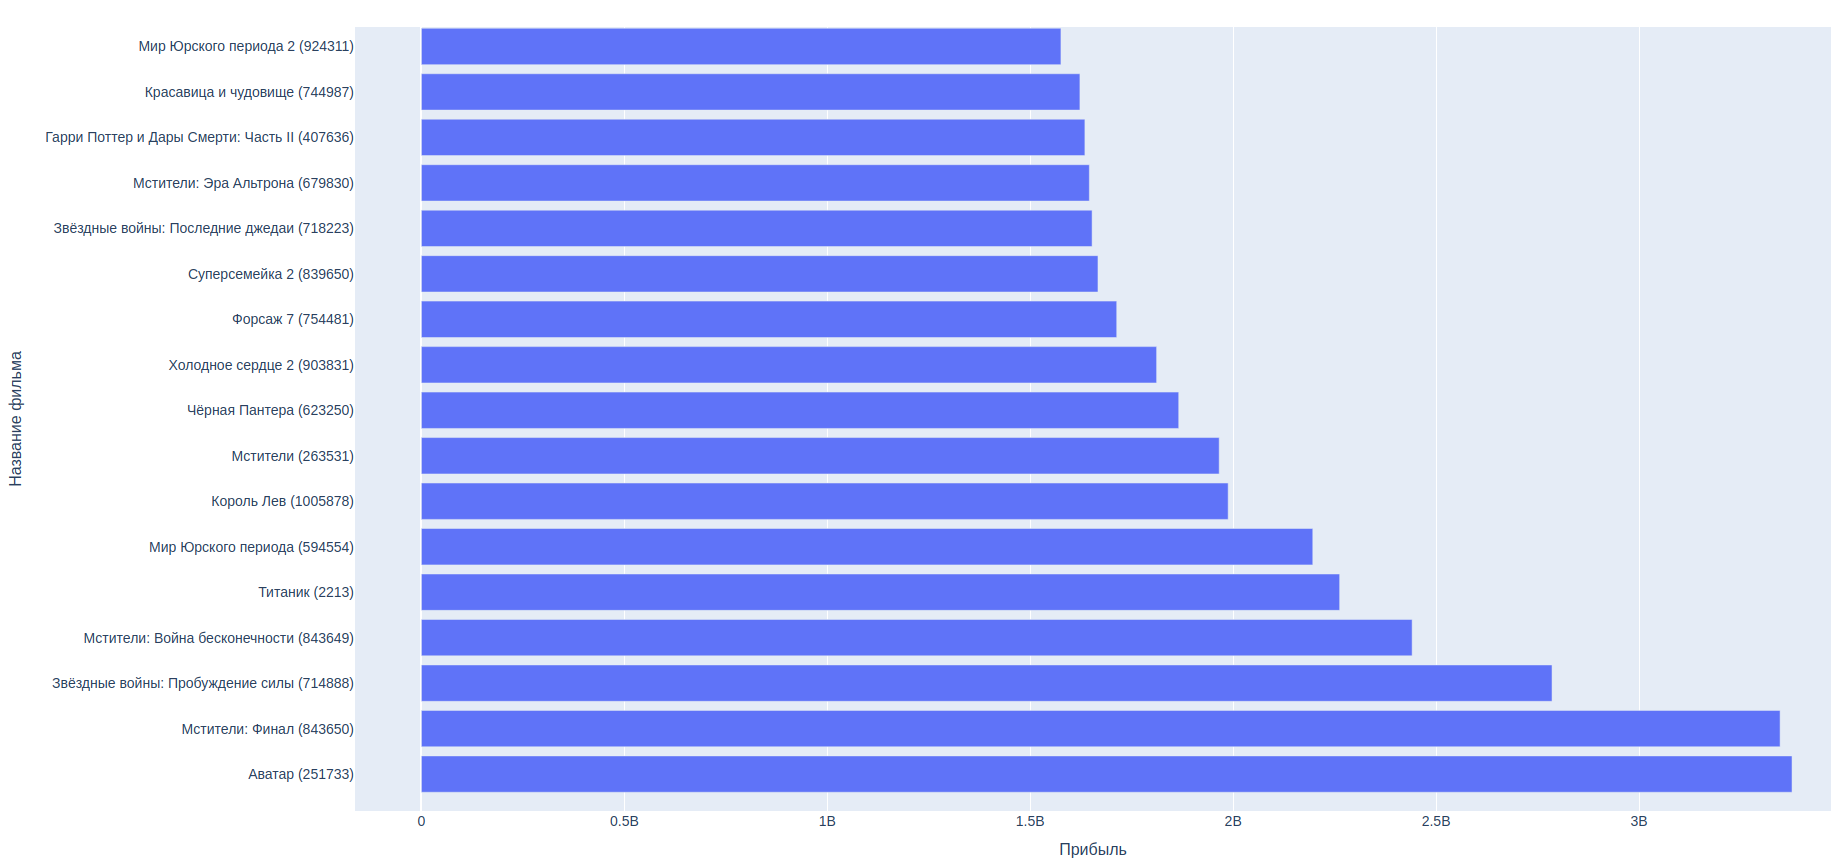 Мир Юрского периода 2 (924311)
Красавица и чудовище (744987)
Гарри Поттер и Дары Смерти: Часть II (407636)
Мстители: Эра Альтрона (679830)
Звёздные войны: Последние джедаи (718223)
Суперсемейка 2 (839650)
Форсаж 7 (754481)
Холодное сердце 2 (903831)
Чёрная Пантера (623250)
Мстители (263531)
Король Лев (1005878)
Мир Юрского периода (594554)
Титаник (2213)
Мстители: Война бесконечности (843649)
Звёздные войны: Пробуждение силы (714888)
Мстители: Финал (843650)
Аватар (251733)
Название фильма
0 0.5B 1B 1.5B 2B 2.5B 3B
Прибыль